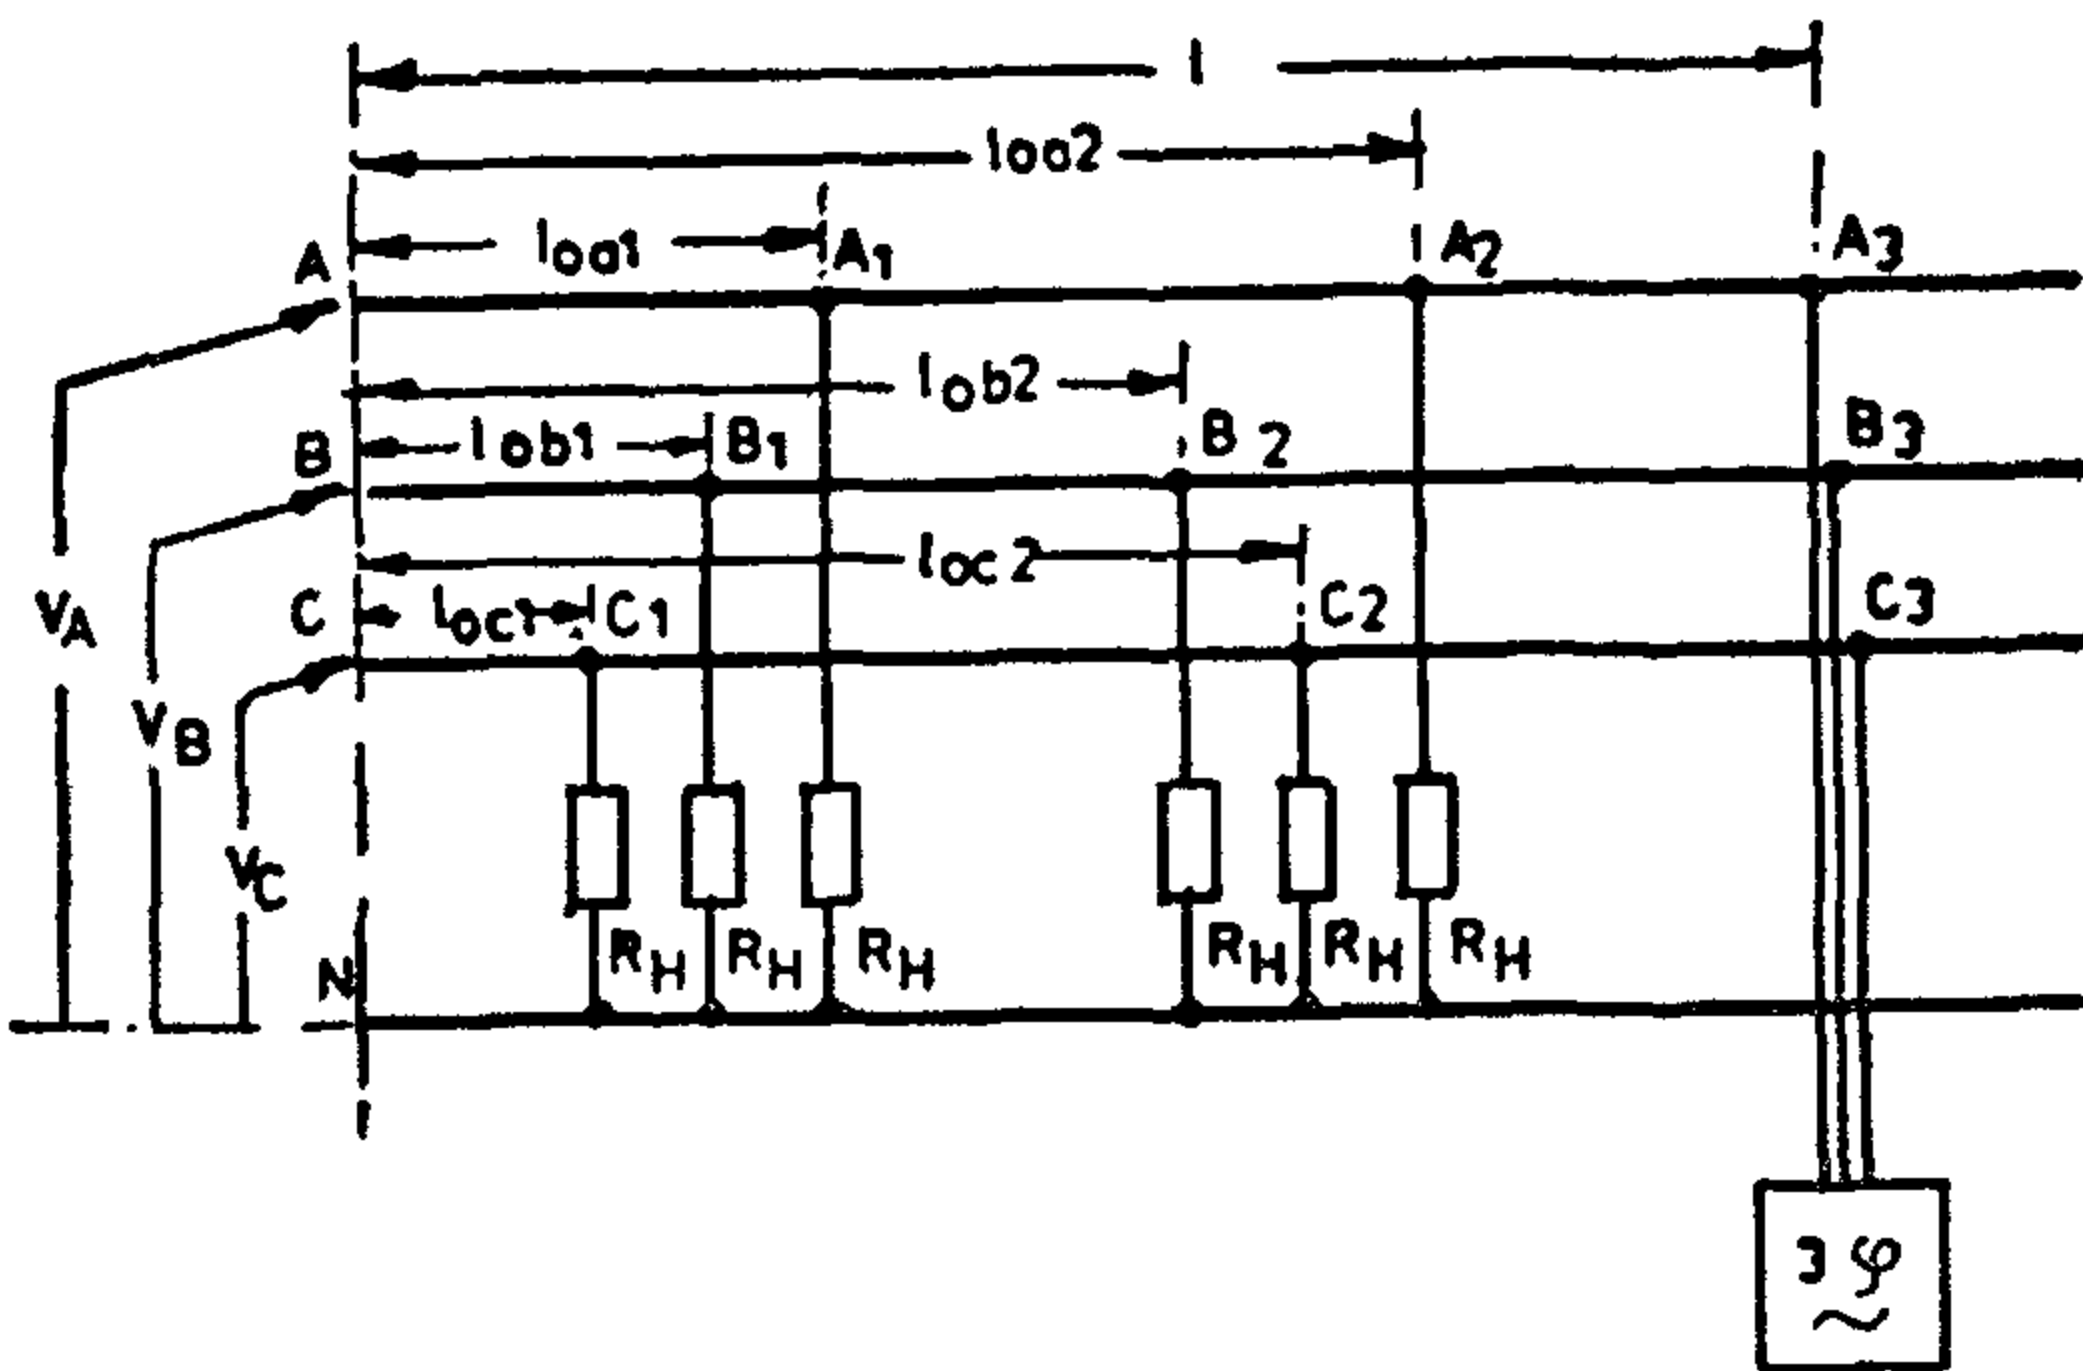 l
loa2
loa1
A
A1
A2
A3
lob2
lob1
B
B1
B2
B3
loc2
loc1
C
C1
C2
C3
VA
VB
VC
N
RH RH RH RH RH RH
3 φ
~